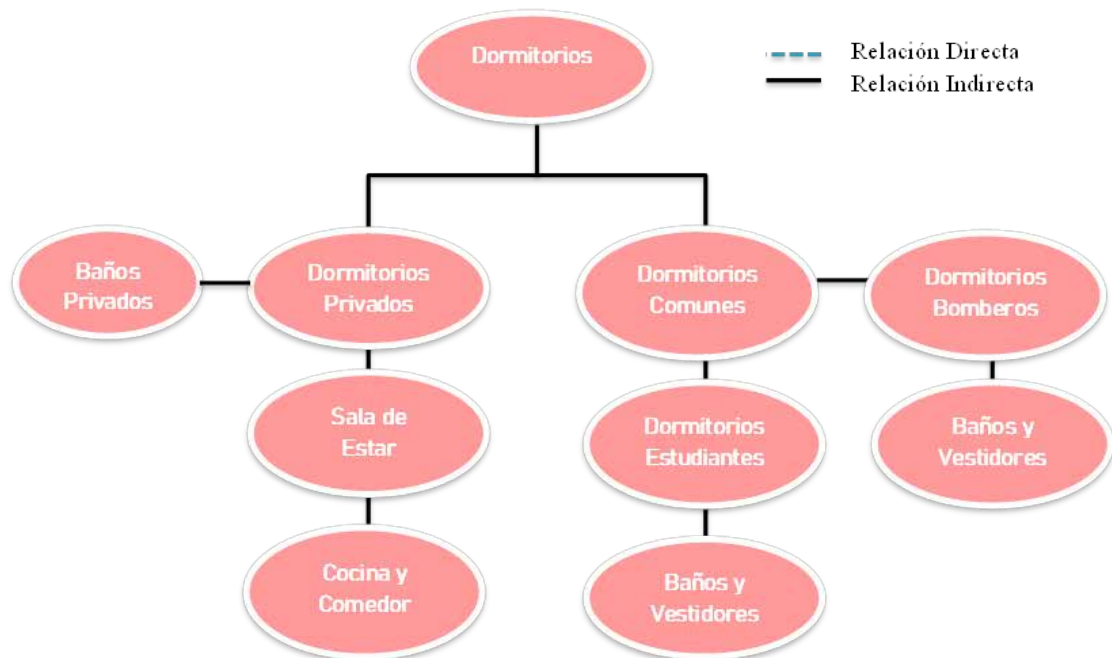 Dormitorios
Relación Directa
Relación Indirecta
Baños
Privados
Dormitorios
Privados
Dormitorios
Comunes
Dormitorios
Bomberos
Sala de
Estar
Dormitorios
Estudiantes
Baños y
Vestidores
Cocina y
Comedor
Baños y
Vestidores